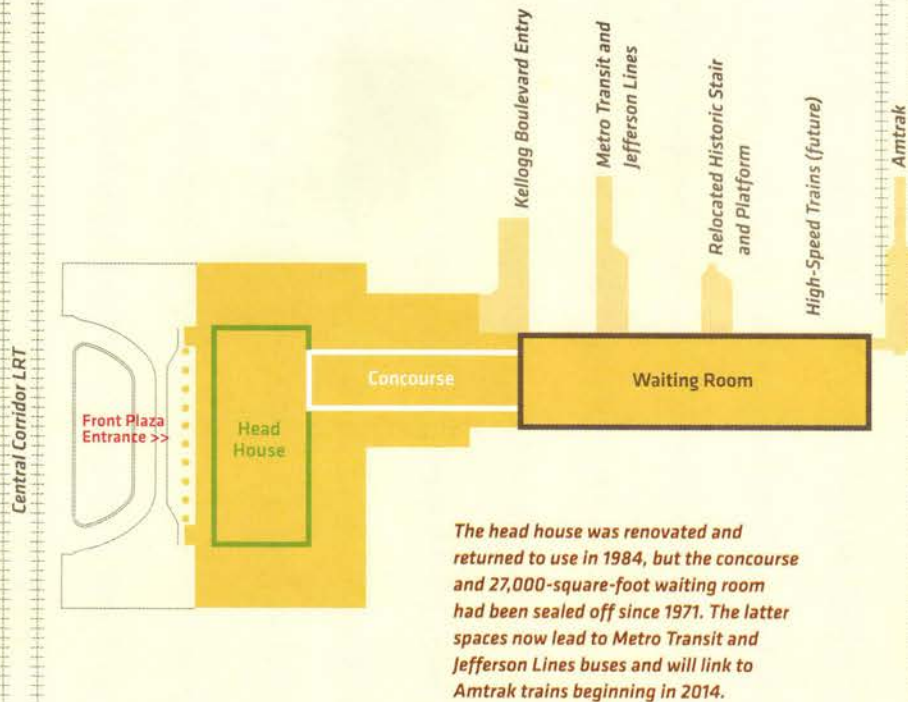 Central Corridor LRT
Front Plaza
Entrance >>
Head
House
Concourse
Waiting Room
Kellogg Boulevard Entry
Metro Transit and
Jefferson Lines
Relocated Historic Stair
and Platform
High-Speed Trains (future)
Amtrak
The head house was renovated and
returned to use in 1984, but the concourse
and 27,000-square-foot waiting room
had been sealed off since 1971. The latter
spaces now lead to Metro Transit and
Jefferson Lines buses and will link to
Amtrak trains beginning in 2014.